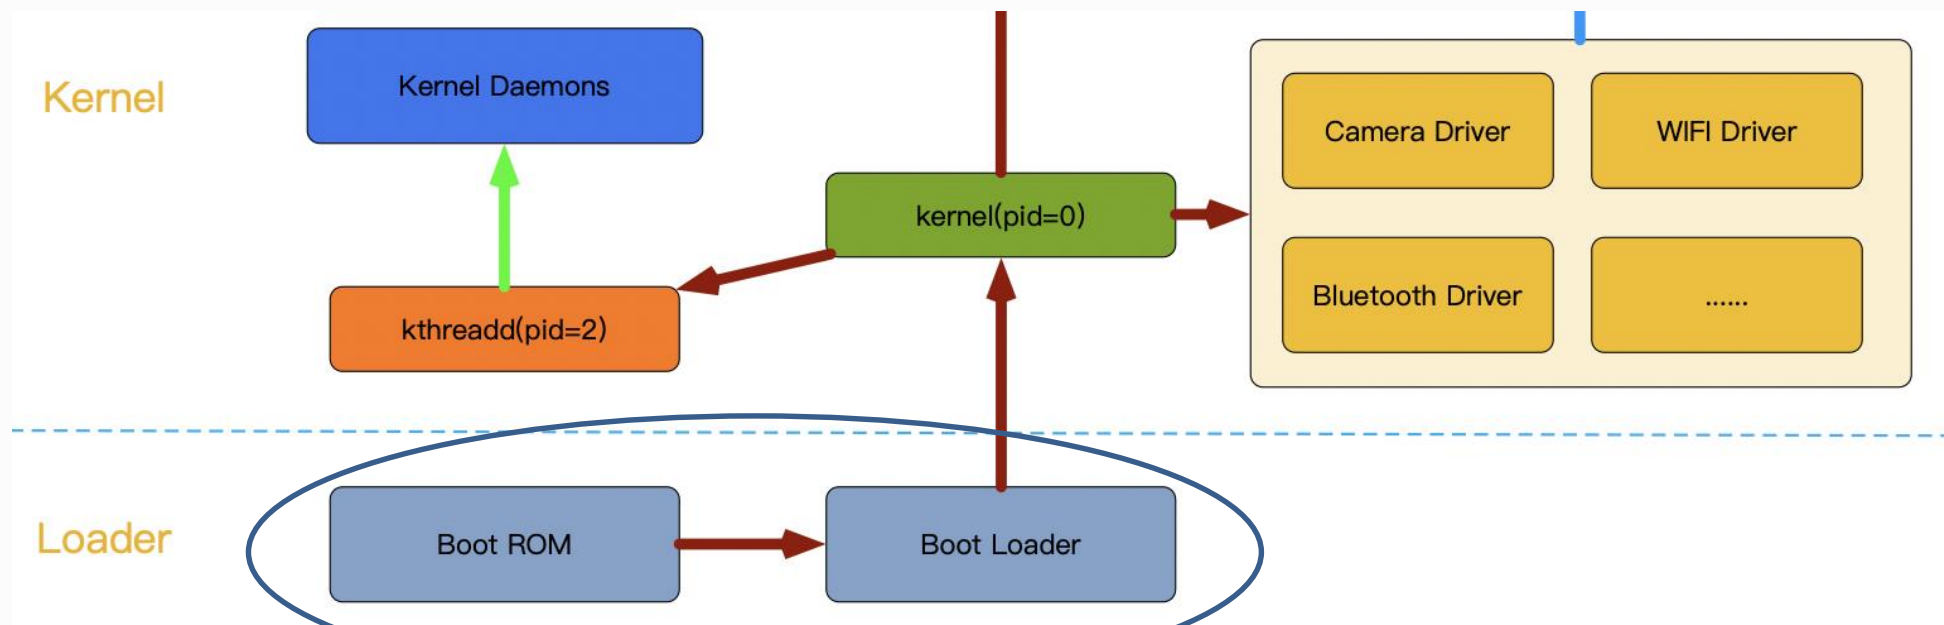 Kernel
Kernel Daemons
Camera Driver
WIFI Driver
kernel(pid=0)
Bluetooth Driver
......
kthreadd(pid=2)
Loader
Boot ROM
Boot Loader